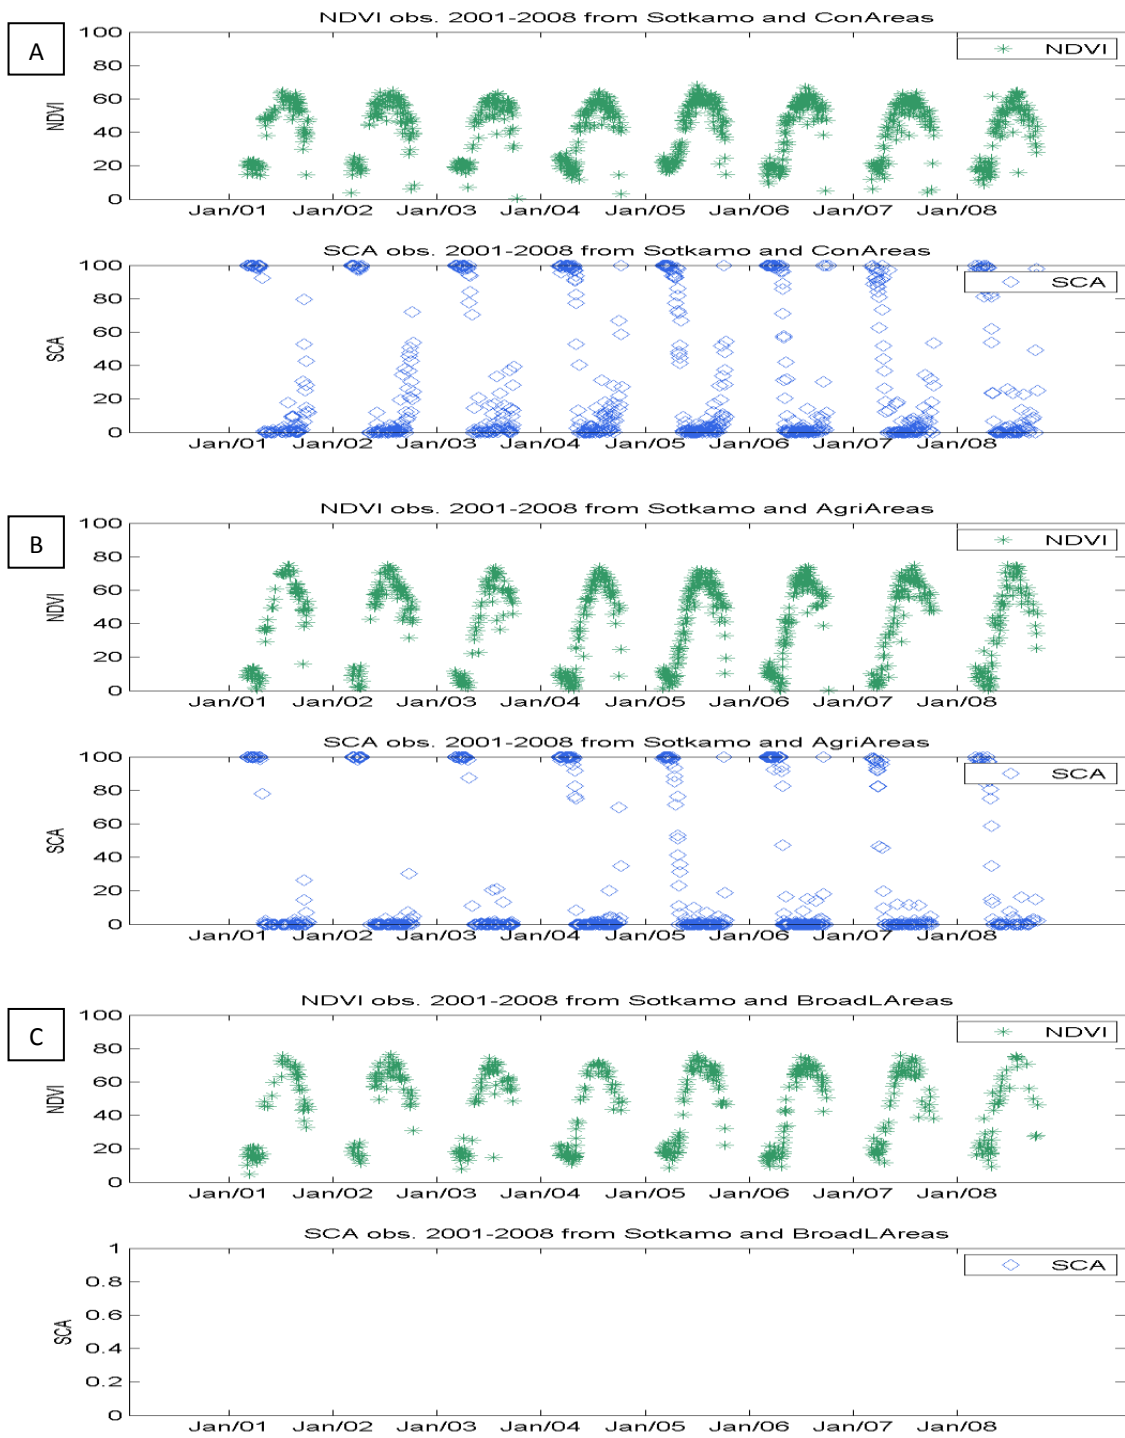 A
NDVI obs. 2001-2008 from Sotkamo and ConAreas
NDVI
100
80
60
40
20
0
NDVI
Jan/01 Jan/02 Jan/03 Jan/04 Jan/05 Jan/06 Jan/07 Jan/08
SCA obs. 2001-2008 from Sotkamo and ConAreas
SCA
100
80
60
40
20
0
SCA
Jan/01 Jan/02 Jan/03 Jan/04 Jan/05 Jan/06 Jan/07 Jan/08
B
NDVI obs. 2001-2008 from Sotkamo and AgriAreas
NDVI
100
80
60
40
20
0
NDVI
Jan/01 Jan/02 Jan/03 Jan/04 Jan/05 Jan/06 Jan/07 Jan/08
SCA obs. 2001-2008 from Sotkamo and AgriAreas
SCA
100
80
60
40
20
0
SCA
Jan/01 Jan/02 Jan/03 Jan/04 Jan/05 Jan/06 Jan/07 Jan/08
C
NDVI obs. 2001-2008 from Sotkamo and BroadLAreas
NDVI
100
80
60
40
20
0
NDVI
Jan/01 Jan/02 Jan/03 Jan/04 Jan/05 Jan/06 Jan/07 Jan/08
SCA obs. 2001-2008 from Sotkamo and BroadLAreas
SCA
1
0.8
0.6
0.4
0.2
0
SCA
Jan/01 Jan/02 Jan/03 Jan/04 Jan/05 Jan/06 Jan/07 Jan/08